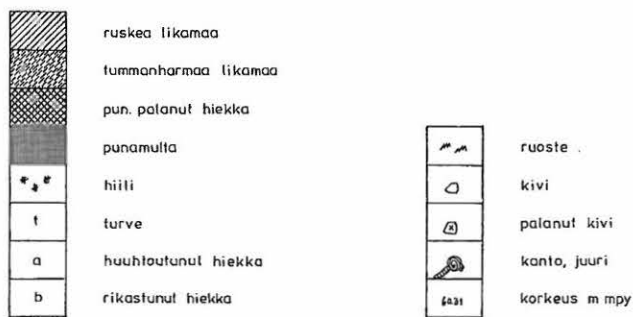 ruskea likamaa
tummanharmaa likamaa
pun. palanut hiekka
punamulta
hiili
t turve
a huuhtoutunut hiekka
b rikastunut hiekka
ruoste
kivi
x palanut kivi
kanto, juuri
korkeus m mpy